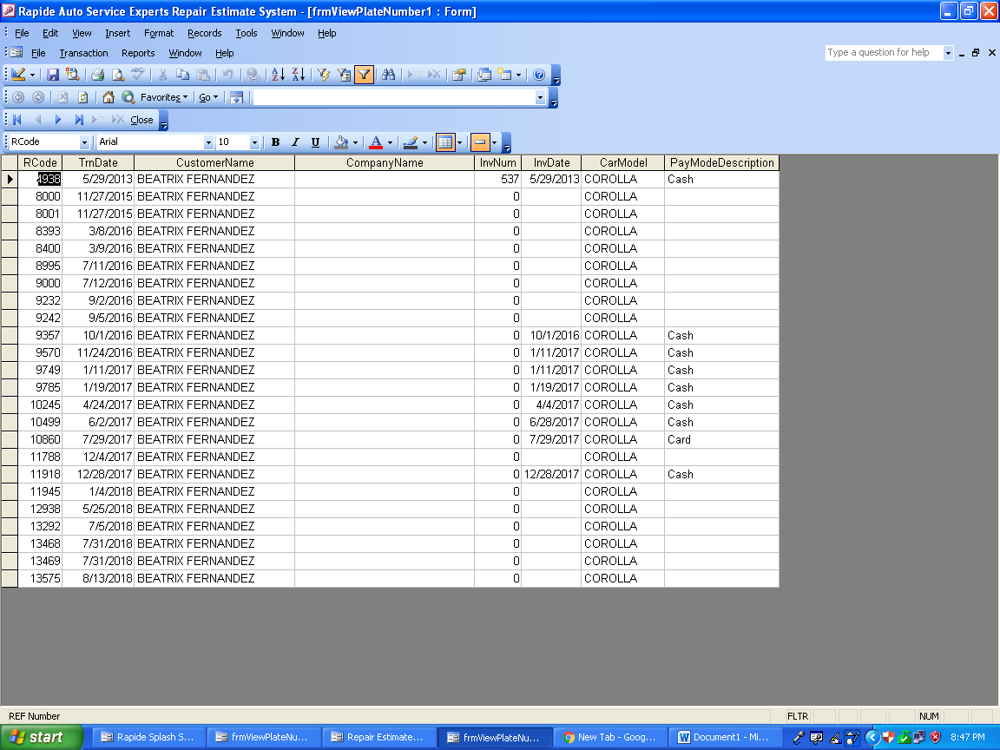 Rapide Auto Service Experts Repair Estimate System - [frmViewPlateNumber1 : Form]
File Edit View Insert Format Records Tools Window Help
File Transaction Reports Window Help Type a question for help
Favorites Go
Close
RCode Arial 10 B I U A
RCode TrnDate CustomerName CompanyName InvNum InvDate CarModel PayModeDescription
4938 5/29/2013 BEATRIX FERNANDEZ 537 5/29/2013 COROLLA Cash
8000 11/27/2015 BEATRIX FERNANDEZ 0 COROLLA
8001 11/27/2015 BEATRIX FERNANDEZ 0 COROLLA
8393 3/8/2016 BEATRIX FERNANDEZ 0 COROLLA
8400 3/9/2016 BEATRIX FERNANDEZ 0 COROLLA
8995 7/11/2016 BEATRIX FERNANDEZ 0 COROLLA
9000 7/12/2016 BEATRIX FERNANDEZ 0 COROLLA
9232 9/2/2016 BEATRIX FERNANDEZ 0 COROLLA
9242 9/5/2016 BEATRIX FERNANDEZ 0 COROLLA
9357 10/1/2016 BEATRIX FERNANDEZ 0 10/1/2016 COROLLA Cash
9570 11/24/2016 BEATRIX FERNANDEZ 0 1/11/2017 COROLLA Cash
9749 1/11/2017 BEATRIX FERNANDEZ 0 1/11/2017 COROLLA Cash
9785 1/19/2017 BEATRIX FERNANDEZ 0 1/19/2017 COROLLA Cash
10245 4/24/2017 BEATRIX FERNANDEZ 0 4/4/2017 COROLLA Cash
10499 6/2/2017 BEATRIX FERNANDEZ 0 6/28/2017 COROLLA Cash
10860 7/29/2017 BEATRIX FERNANDEZ 0 7/29/2017 COROLLA Card
11788 12/4/2017 BEATRIX FERNANDEZ 0 COROLLA
11918 12/28/2017 BEATRIX FERNANDEZ 0 12/28/2017 COROLLA Cash
11945 1/4/2018 BEATRIX FERNANDEZ 0 COROLLA
12938 5/25/2018 BEATRIX FERNANDEZ 0 COROLLA
13292 7/5/2018 BEATRIX FERNANDEZ 0 COROLLA
13468 7/31/2018 BEATRIX FERNANDEZ 0 COROLLA
13469 7/31/2018 BEATRIX FERNANDEZ 0 COROLLA
13575 8/13/2018 BEATRIX FERNANDEZ 0 COROLLA
REF Number FLTR NUM
start Rapide Splash S... frmViewPlateNu... Repair Estimate... frmViewPlateNu... New Tab - Goog... Document1 - Mi... 8:47 PM